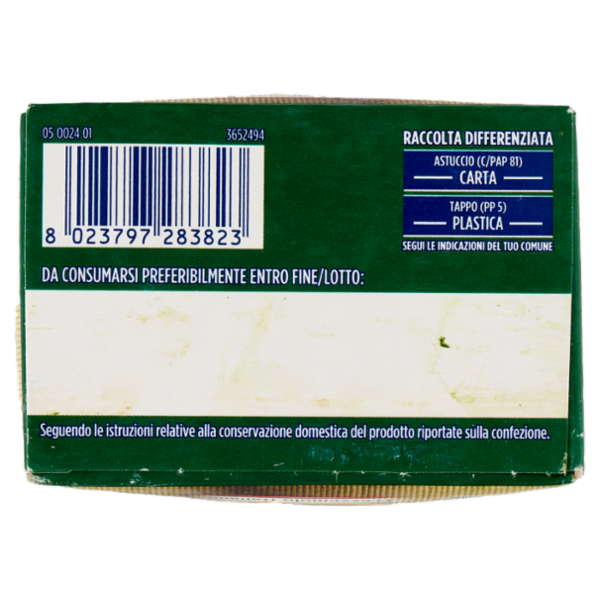 05 0024 01
3652494
8 023797 283823
RACCOLTA DIFFERENZIATA
ASTUCCIO (C/PAP 81)
CARTA
TAPPO (PP 5)
PLASTICA
SEGUI LE INDICAZIONI DEL TUO COMUNE
DA CONSUMARSI PREFERIBILMENTE ENTRO FINE/LOTTO:
Seguendo le istruzioni relative alla conservazione domestica del prodotto riportate sulla confezione.